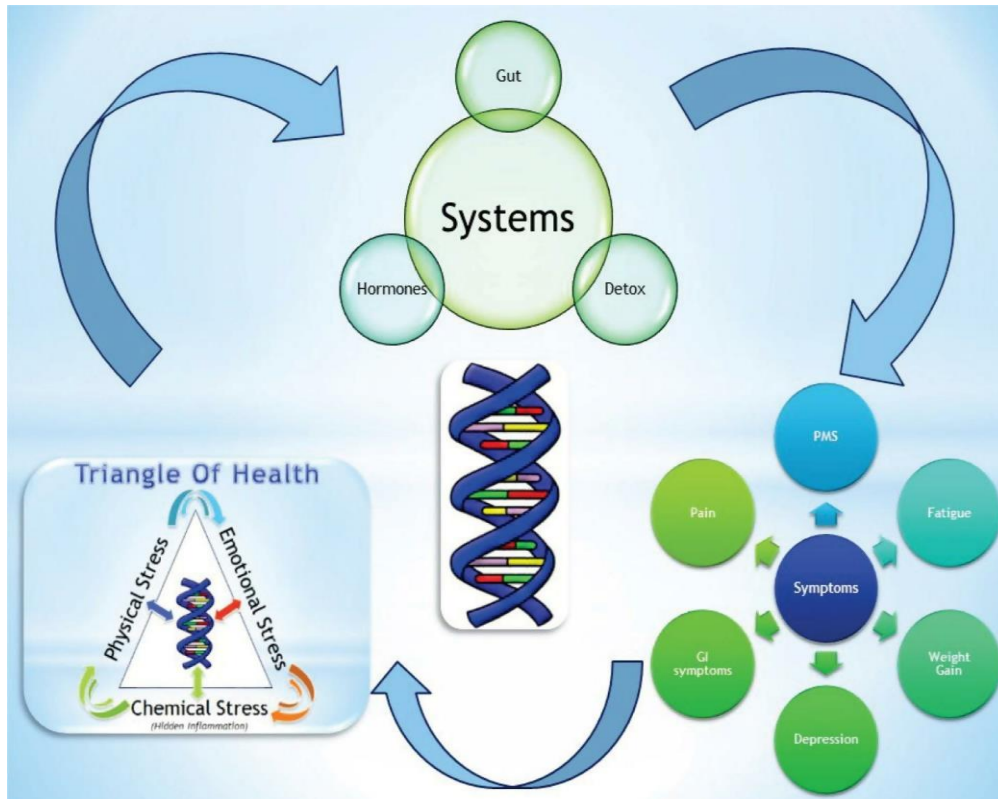 Gut
Systems
Hormones
Detox
Triangle Of Health
Physical Stress
Emotional Stress
Chemical Stress
(Hidden Inflammation)
PMS
Pain
Fatigue
Symptoms
GI
symptoms
Weight
Gain
Depression